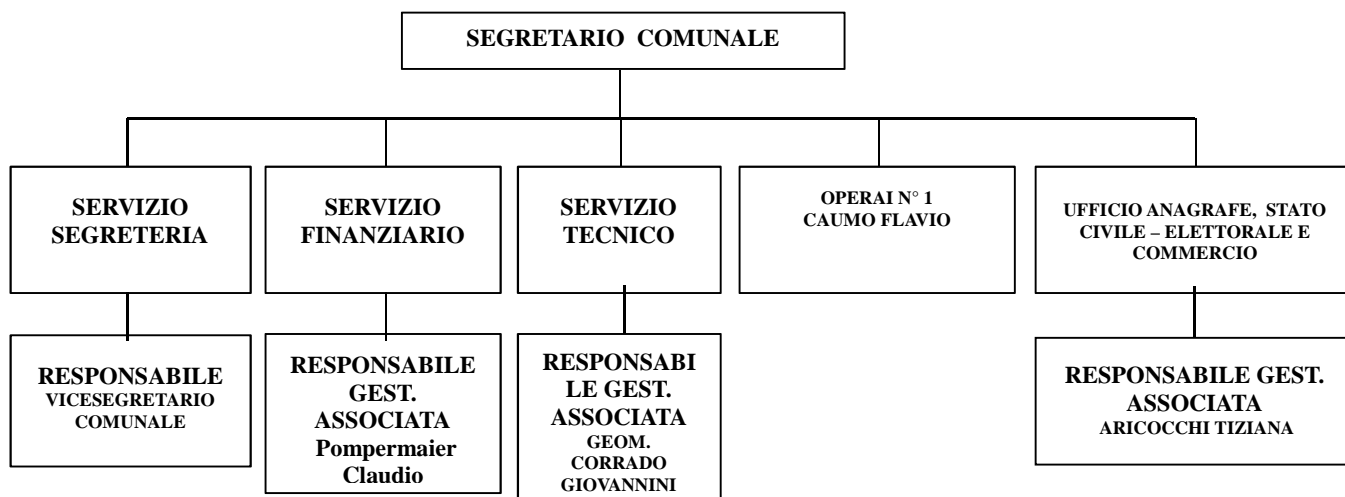 SEGRETARIO COMUNALE
SERVIZIO
SEGRETERIA
SERVIZIO
FINANZIARIO
SERVIZIO
TECNICO
OPERAI N° 1
CAUMO FLAVIO
UFFICIO ANAGRAFE, STATO
CIVILE – ELETTORALE E
COMMERCIO
RESPONSABILE
VICESEGRETARIO
COMUNALE
RESPONSABILE
GEST.
ASSOCIATA
Pompermaier
Claudio
RESPONSABI
LE GEST.
ASSOCIATA
GEOM.
CORRADO
GIOVANNINI
RESPONSABILE GEST.
ASSOCIATA
ARICOCCHI TIZIANA